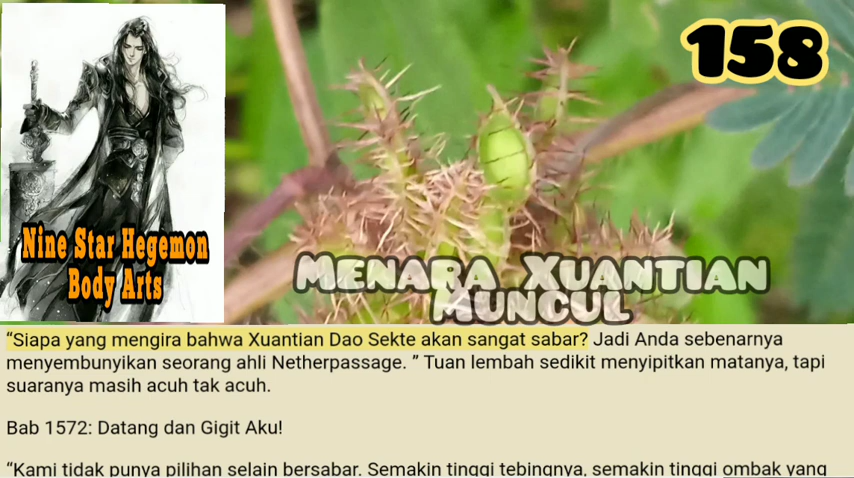 158
Nine Star Hegemon
Body Arts
Menara Xuantian
Muncul
“Siapa yang mengira bahwa Xuantian Dao Sekte akan sangat sabar? Jadi Anda sebenarnya
menyembunyikan seorang ahli Netherpassage. ” Tuan lembah sedikit menyipitkan matanya, tapi
suaranya masih acuh tak acuh.
Bab 1572: Datang dan Gigit Aku!
“Kami tidak punya pilihan selain bersabar. Semakin tinggi tebingnya, semakin tinggi ombak yang